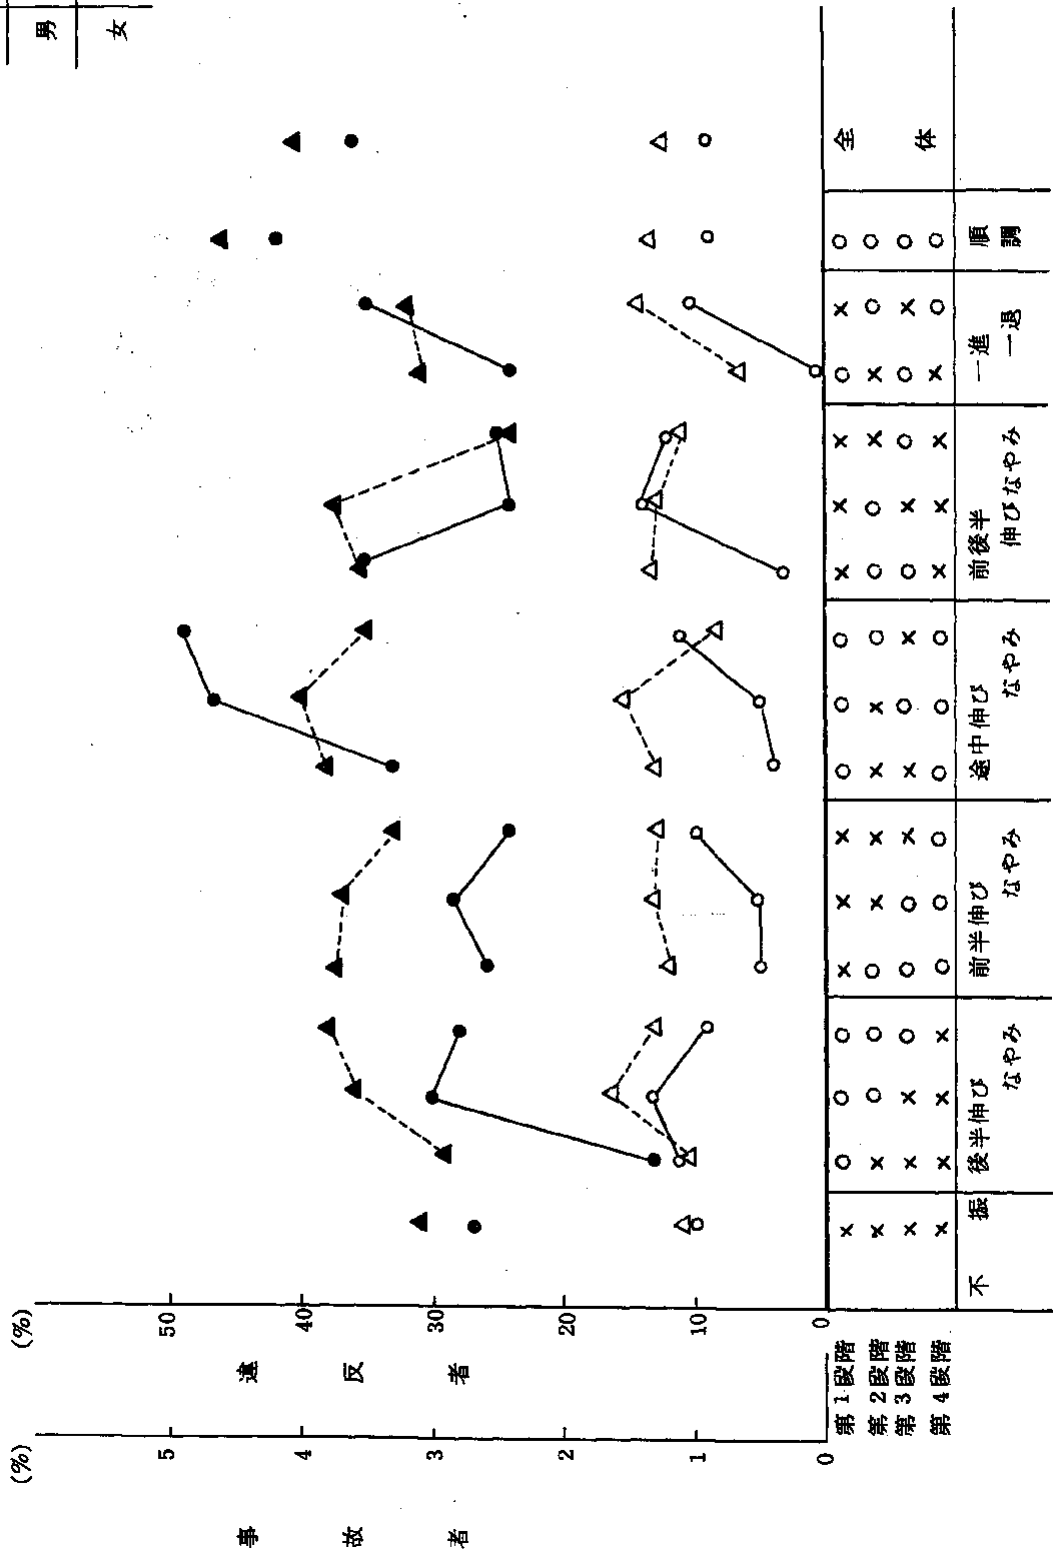 男
女
(%)
(%)
事故者
5
4
3
2
1
0
違反者
50
40
30
20
10
0
第1段階 × ○ ○ ○ × × × ○ ○ ○ × × × ○ × ○ 全
第2段階 × × ○ ○ ○ × × × × ○ ○ ○ × × ○ ○
第3段階 × × × ○ ○ ○ × × ○ × ○ × ○ ○ × ○ 体
第4段階 × × × × ○ ○ ○ ○ ○ ○ × × × × ○ ○
不振
後半伸び
なやみ
前半伸び
なやみ
途中伸び
なやみ
前後半
伸びなやみ
一進
一退
順調